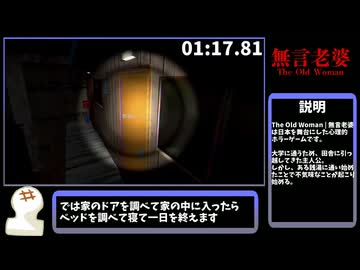 01:17.81
無言老婆
The Old Woman
説明
The Old Woman | 無言老婆
は日本を舞台にした心理的
ホラーゲームです。
大学に通うため、田舎に引っ
越してきた主人公。
しかし、ある銭湯に通い始め
たことで不気味なことが起こり
始める。
では家のドアを調べて家の中に入ったら
ベッドを調べて寝て一日を終えます